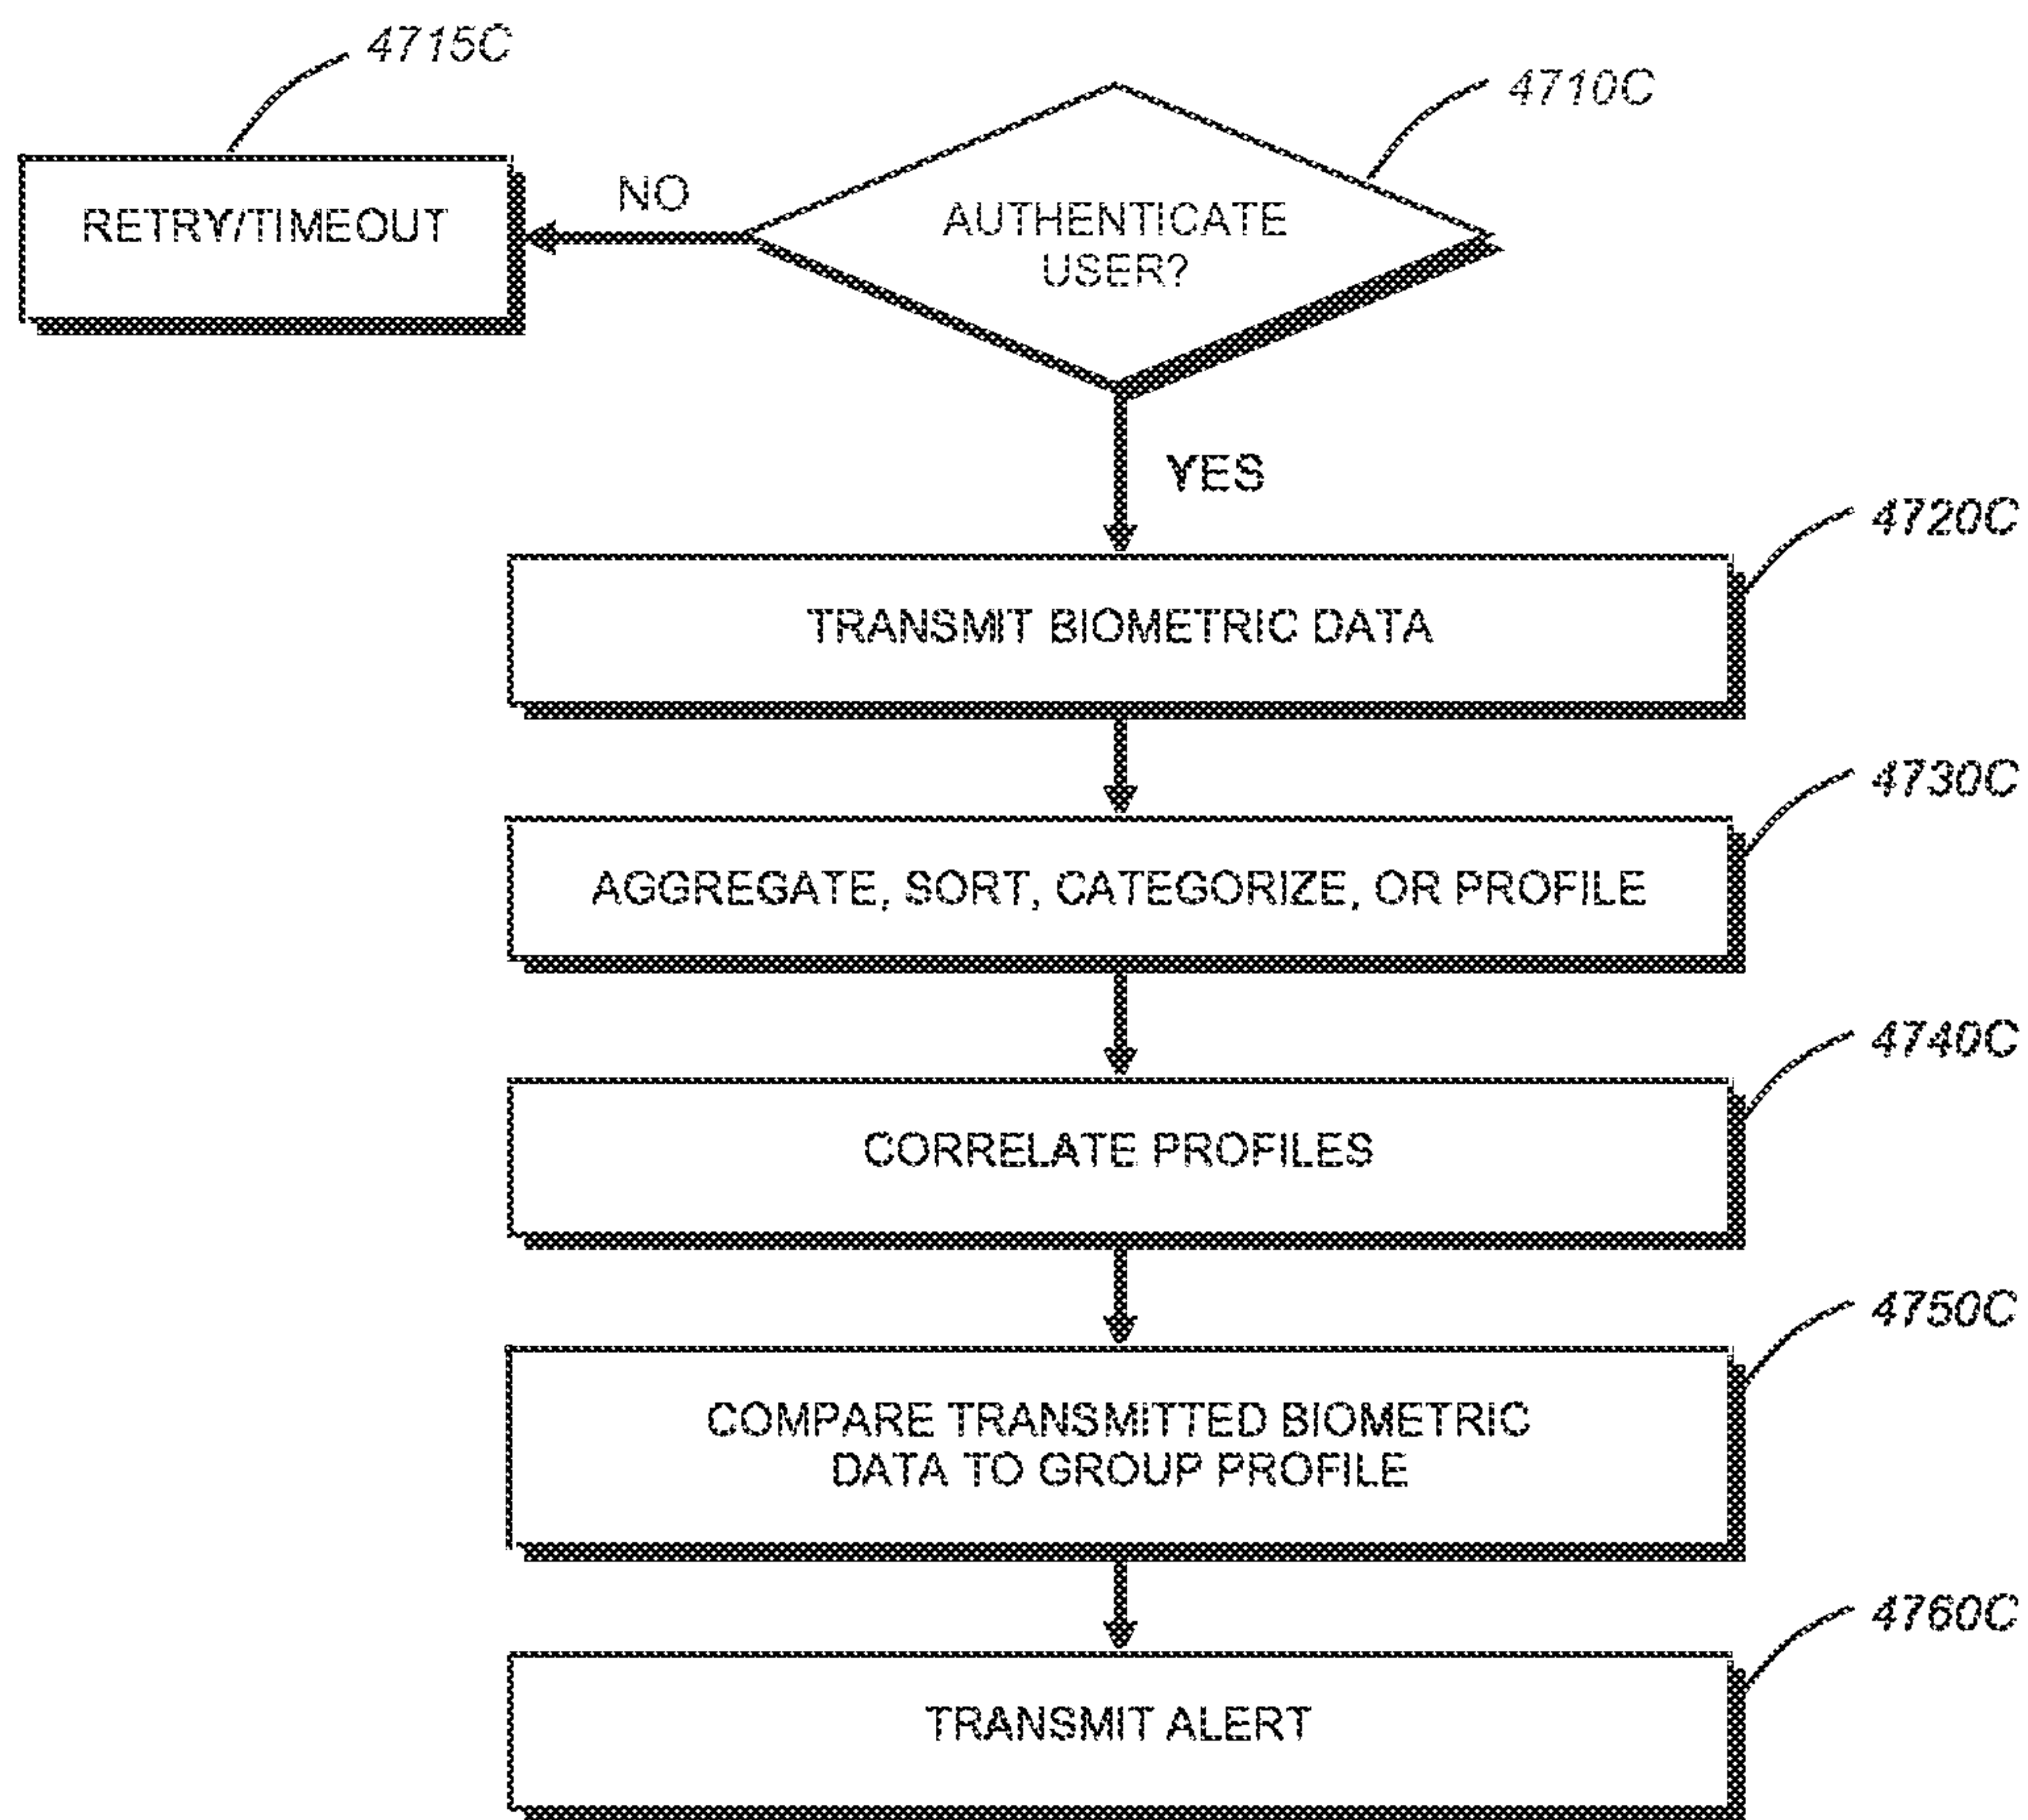 4715C
4710C
RETRY/TIMEOUT
NO
AUTHENTICATE
USER?
YES
4720C
TRANSMIT BIOMETRIC DATA
4730C
AGGREGATE, SORT, CATEGORIZE, OR PROFILE
4740C
CORRELATE PROFILES
4750C
COMPARE TRANSMITTED BIOMETRIC
DATA TO GROUP PROFILE
4760C
TRANSMIT ALERT